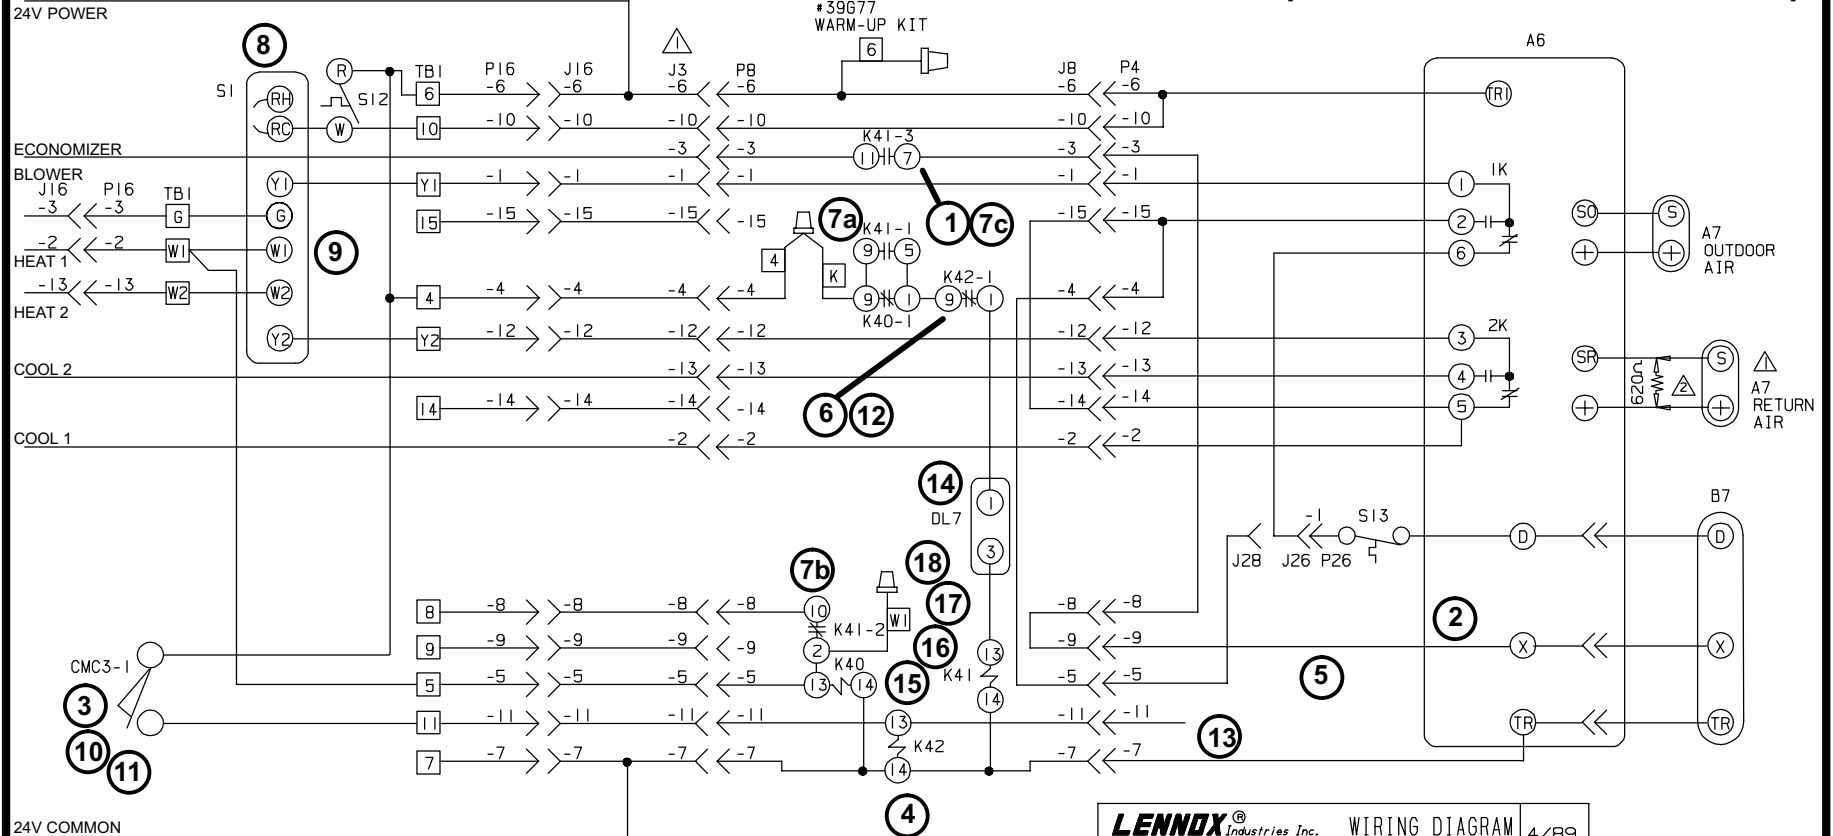 24V POWER
#39G77
WARM-UP KIT
6
8
A6
S1
R
TB1
P16
J16
J3
P8
J8
P4
RH
S12
6
-6
-6
-6
-6
-6
-6
TR1
RC
W
10
-10
-10
-10
-10
-10
-10
ECONOMIZER
K41-3
-3
-3
11
7
-3
-3
BLOWER
J16
P16
TB1
Y1
Y1
-1
-1
-1
-1
-1
-1
1
1K
-3
-3
G
G
15
-15
-15
-15
-15
7a
1
7c
-15
-15
2
SO
S
K41-1
9
5
A7
OUTDOOR
AIR
-2
-2
W1
W1
9
4
K
6
+
+
HEAT 1
K42-1
-13
-13
W2
W2
4
-4
-4
-4
-4
9
1
9
1
-4
-4
HEAT 2
K40-1
Y2
Y2
-12
-12
-12
-12
-12
-12
3
2K
COOL 2
-13
-13
-13
-13
4
SR
S
1
620Ω
2
A7
RETURN
AIR
14
-14
-14
-14
-14
6
12
-14
-14
5
+
+
COOL 1
-2
-2
-2
-2
14
1
DL7
B7
3
-1
S13
D
D
J28
J26
P26
7b
18
8
-8
-8
-8
-8
10
17
-8
-8
2
K41-2
W1
9
-9
-9
-9
-9
2
16
13
-9
-9
X
X
CMC3-1
K40
K41
5
-5
-5
-5
-5
13
14
15
14
-5
-5
5
3
11
-11
-11
-11
-11
13
-11
-11
13
TR
TR
10
11
K42
7
-7
-7
-7
-7
14
-7
-7
4
24V COMMON
LENNOX® Industries Inc.
WIRING DIAGRAM
4/89